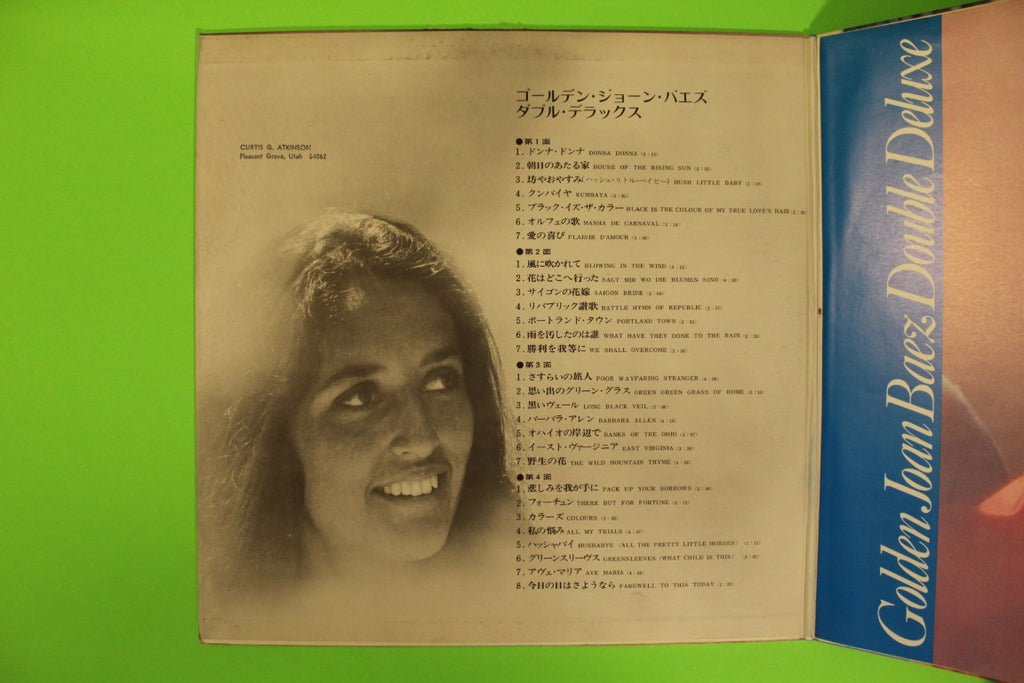 CURTIS G. ATKINSON
Pleasant Grove, Utah 84062
ゴールデン・ジョーン・バエズ
ダブル・デラックス
●第1面
1. ドンナ・ドンナ DONNA DONNA
2. 朝日のあたる家 HOUSE OF THE RISING SUN
3. 坊やおやすみ(ハッシュ・リトル・ベイビー) HUSH LITTLE BABY
4. クンバイヤ KUMBAYA
5. ブラック・イズ・ザ・カラー BLACK IS THE COLOUR OF MY TRUE LOVE'S HAIR
6. オルフェの歌 MANHA DE CARNAVAL
7. 愛の喜び PLAISIR D'AMOUR
●第2面
1. 風に吹かれて BLOWING IN THE WIND
2. 花はどこへ行った SAGT MIR WO DIE BLUMEN SIND
3. サイゴンの花嫁 SAIGON BRIDE
4. リパブリック讃歌 BATTLE HYMN OF REPUBLIC
5. ポートランド・タウン PORTLAND TOWN
6. 雨を汚したのは誰 WHAT HAVE THEY DONE TO THE RAIN
7. 勝利を我等に WE SHALL OVERCOME
●第3面
1. さすらいの旅人 POOR WAYFARING STRANGER
2. 思い出のグリーン・グラス GREEN GREEN GRASS OF HOME
3. 黒いヴェール LONG BLACK VEIL
4. バーバラ・アレン BARBARA ALLEN
5. オハイオの岸辺で BANKS OF THE OHIO
6. イースト・ヴァージニア EAST VIRGINIA
7. 野生の花 THE WILD MOUNTAIN THYME
●第4面
1. 悲しみを我が手に PACK UP YOUR SORROWS
2. フォーチュン THERE BUT FOR FORTUNE
3. カラーズ COLOURS
4. 私の悩み ALL MY TRIALS
5. ハッシャバイ HUSHABYE (ALL THE PRETTY LITTLE HORSES)
6. グリーンスリーヴス GREENSLEEVES (WHAT CHILD IS THIS)
7. アヴェ・マリア AVE MARIA
8. 今日の日はさようなら FAREWELL TO THIS TODAY
Golden Joan Baez Double Deluxe